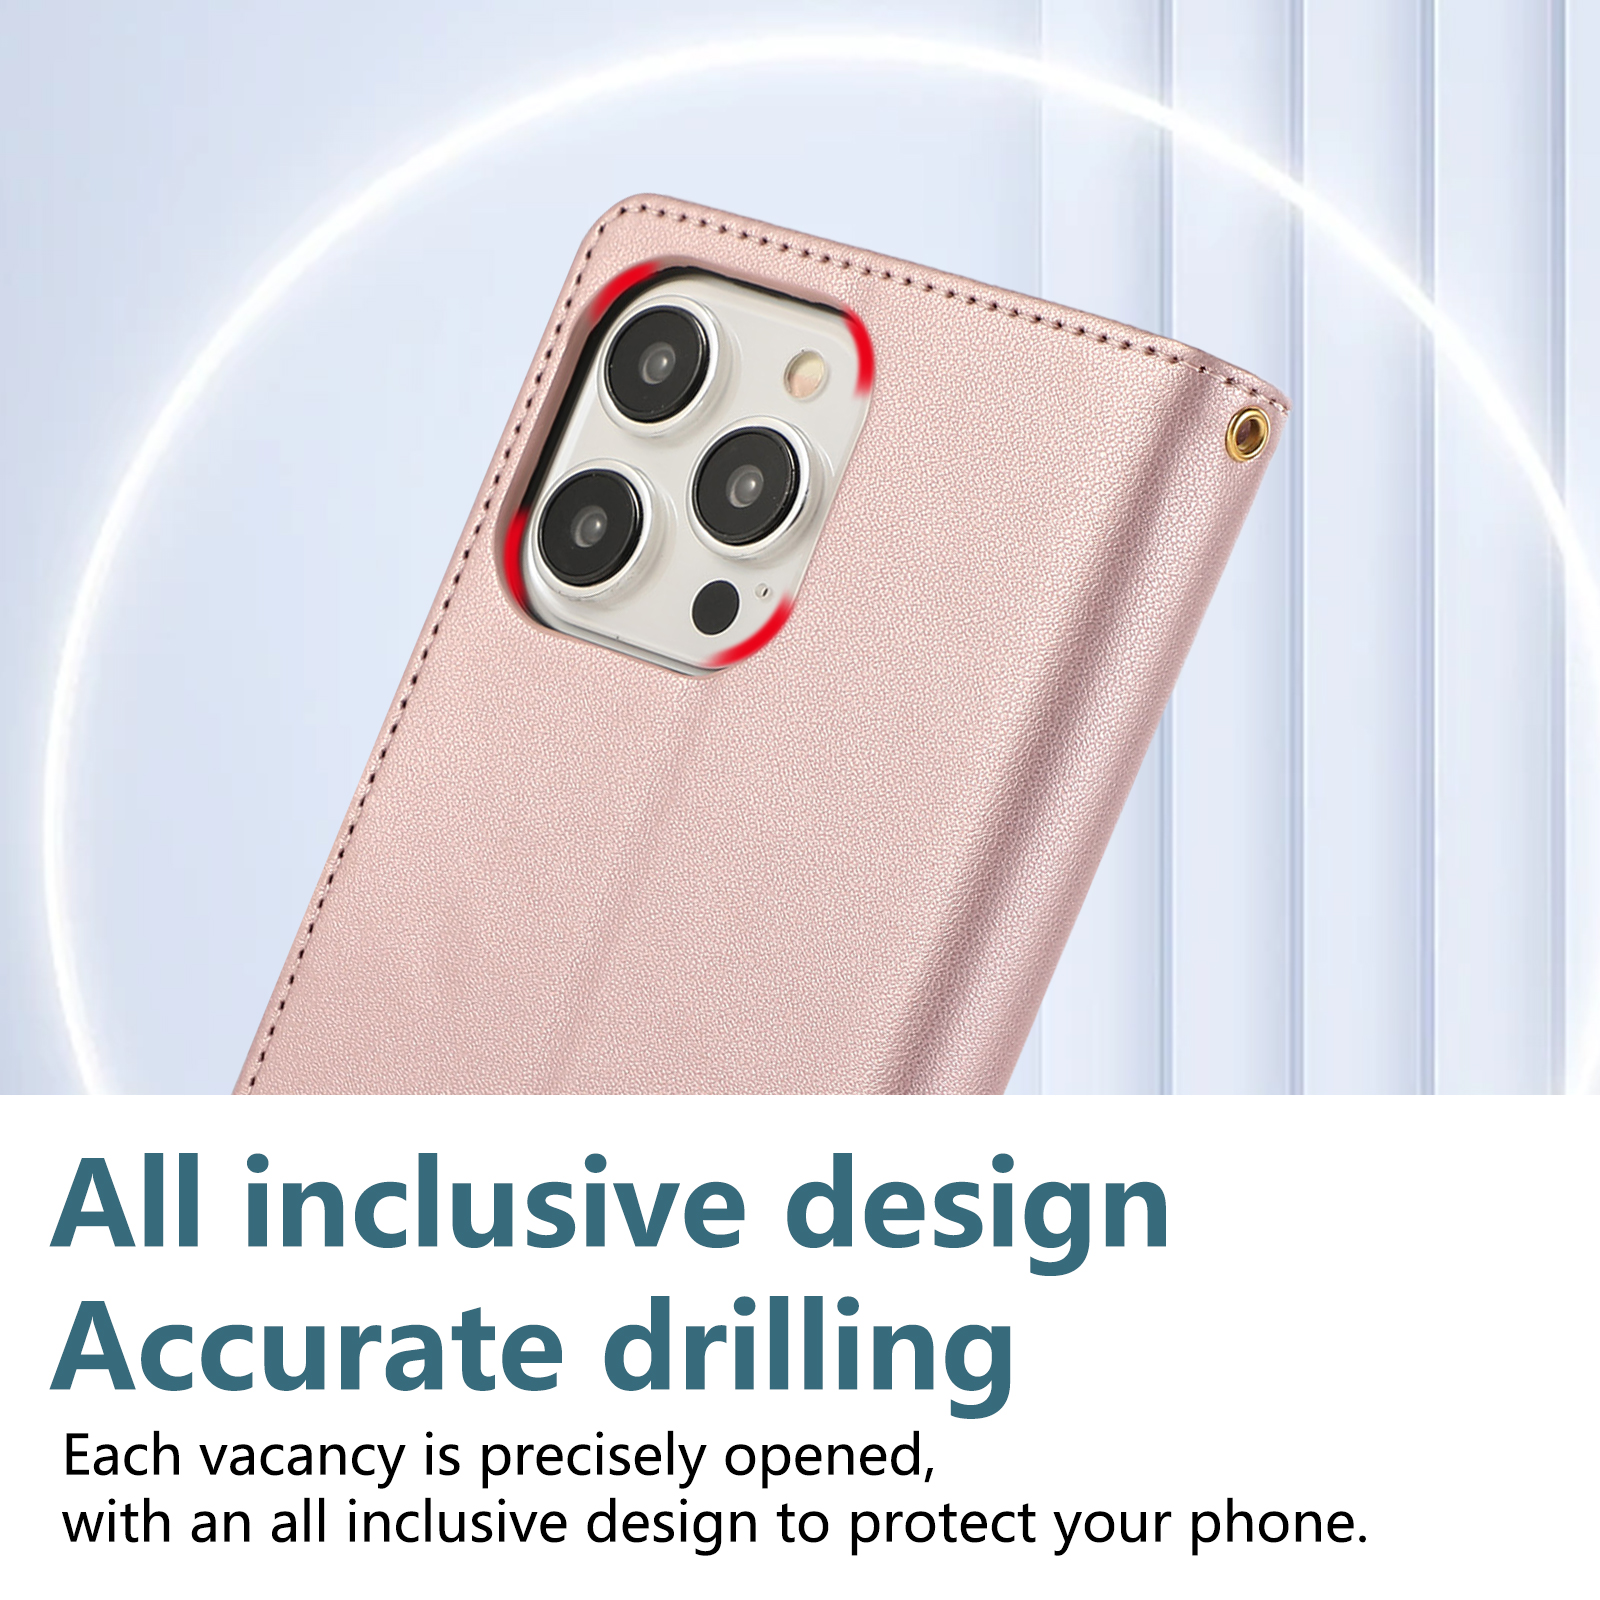 All inclusive design
Accurate drilling
Each vacancy is precisely opened,
with an all inclusive design to protect your phone.